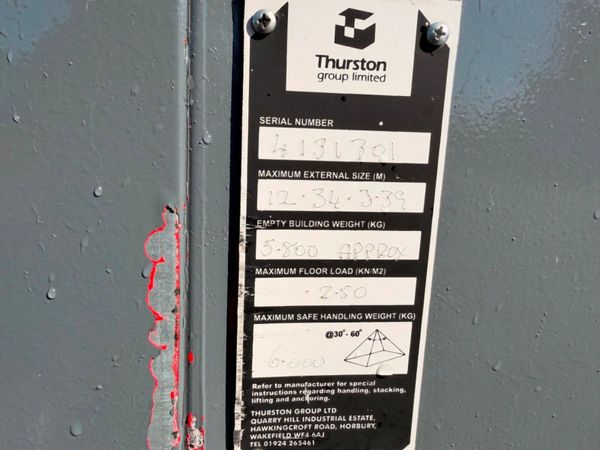 Thurston
group limited
SERIAL NUMBER
4131301
MAXIMUM EXTERNAL SIZE (M)
12.34.3.39
EMPTY BUILDING WEIGHT (KG)
5.800 APPROX
MAXIMUM FLOOR LOAD (KN/M2)
.2.50
MAXIMUM SAFE HANDLING WEIGHT (KG)
@30°- 60°
6.000
Refer to manufacturer for special
instructions regarding handling, stacking,
lifting and anchoring.
THURSTON GROUP LTD
QUARRY HILL INDUSTRIAL ESTATE,
HAWKINGCROFT ROAD, HORBURY,
WAKEFIELD WF4 6AJ
TEL 01924 265461